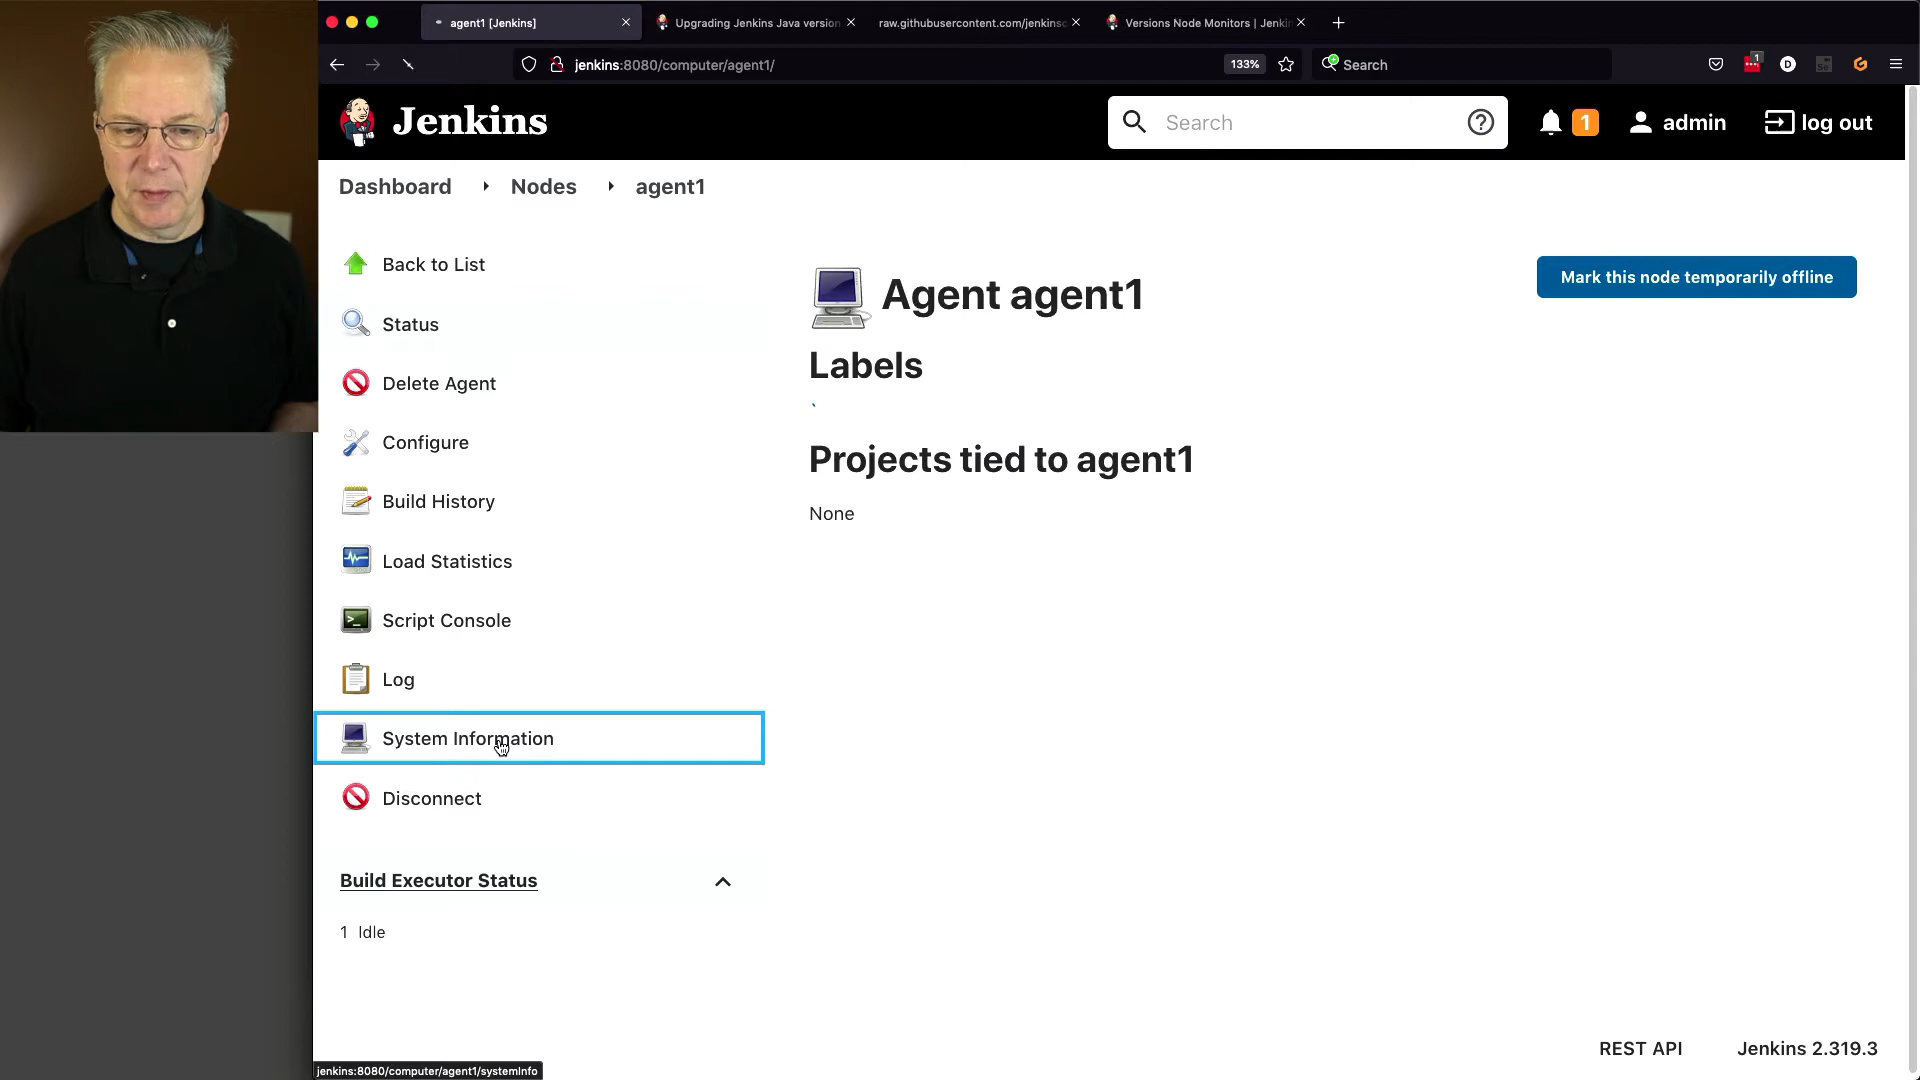 agent1 [Jenkins]
Upgrading Jenkins Java version
raw.githubusercontent.com/jenkinsc
Versions Node Monitors | Jenkin
jenkins:8080/computer/agent1/
133%
Search
1
Jenkins
Search
1
admin
log out
Dashboard
Nodes
agent1
Back to List
Status
Delete Agent
Configure
Build History
Load Statistics
Script Console
Log
System Information
Disconnect
Build Executor Status
1 Idle
Agent agent1
Mark this node temporarily offline
Labels
Projects tied to agent1
None
REST API
Jenkins 2.319.3
jenkins:8080/computer/agent1/systemInfo